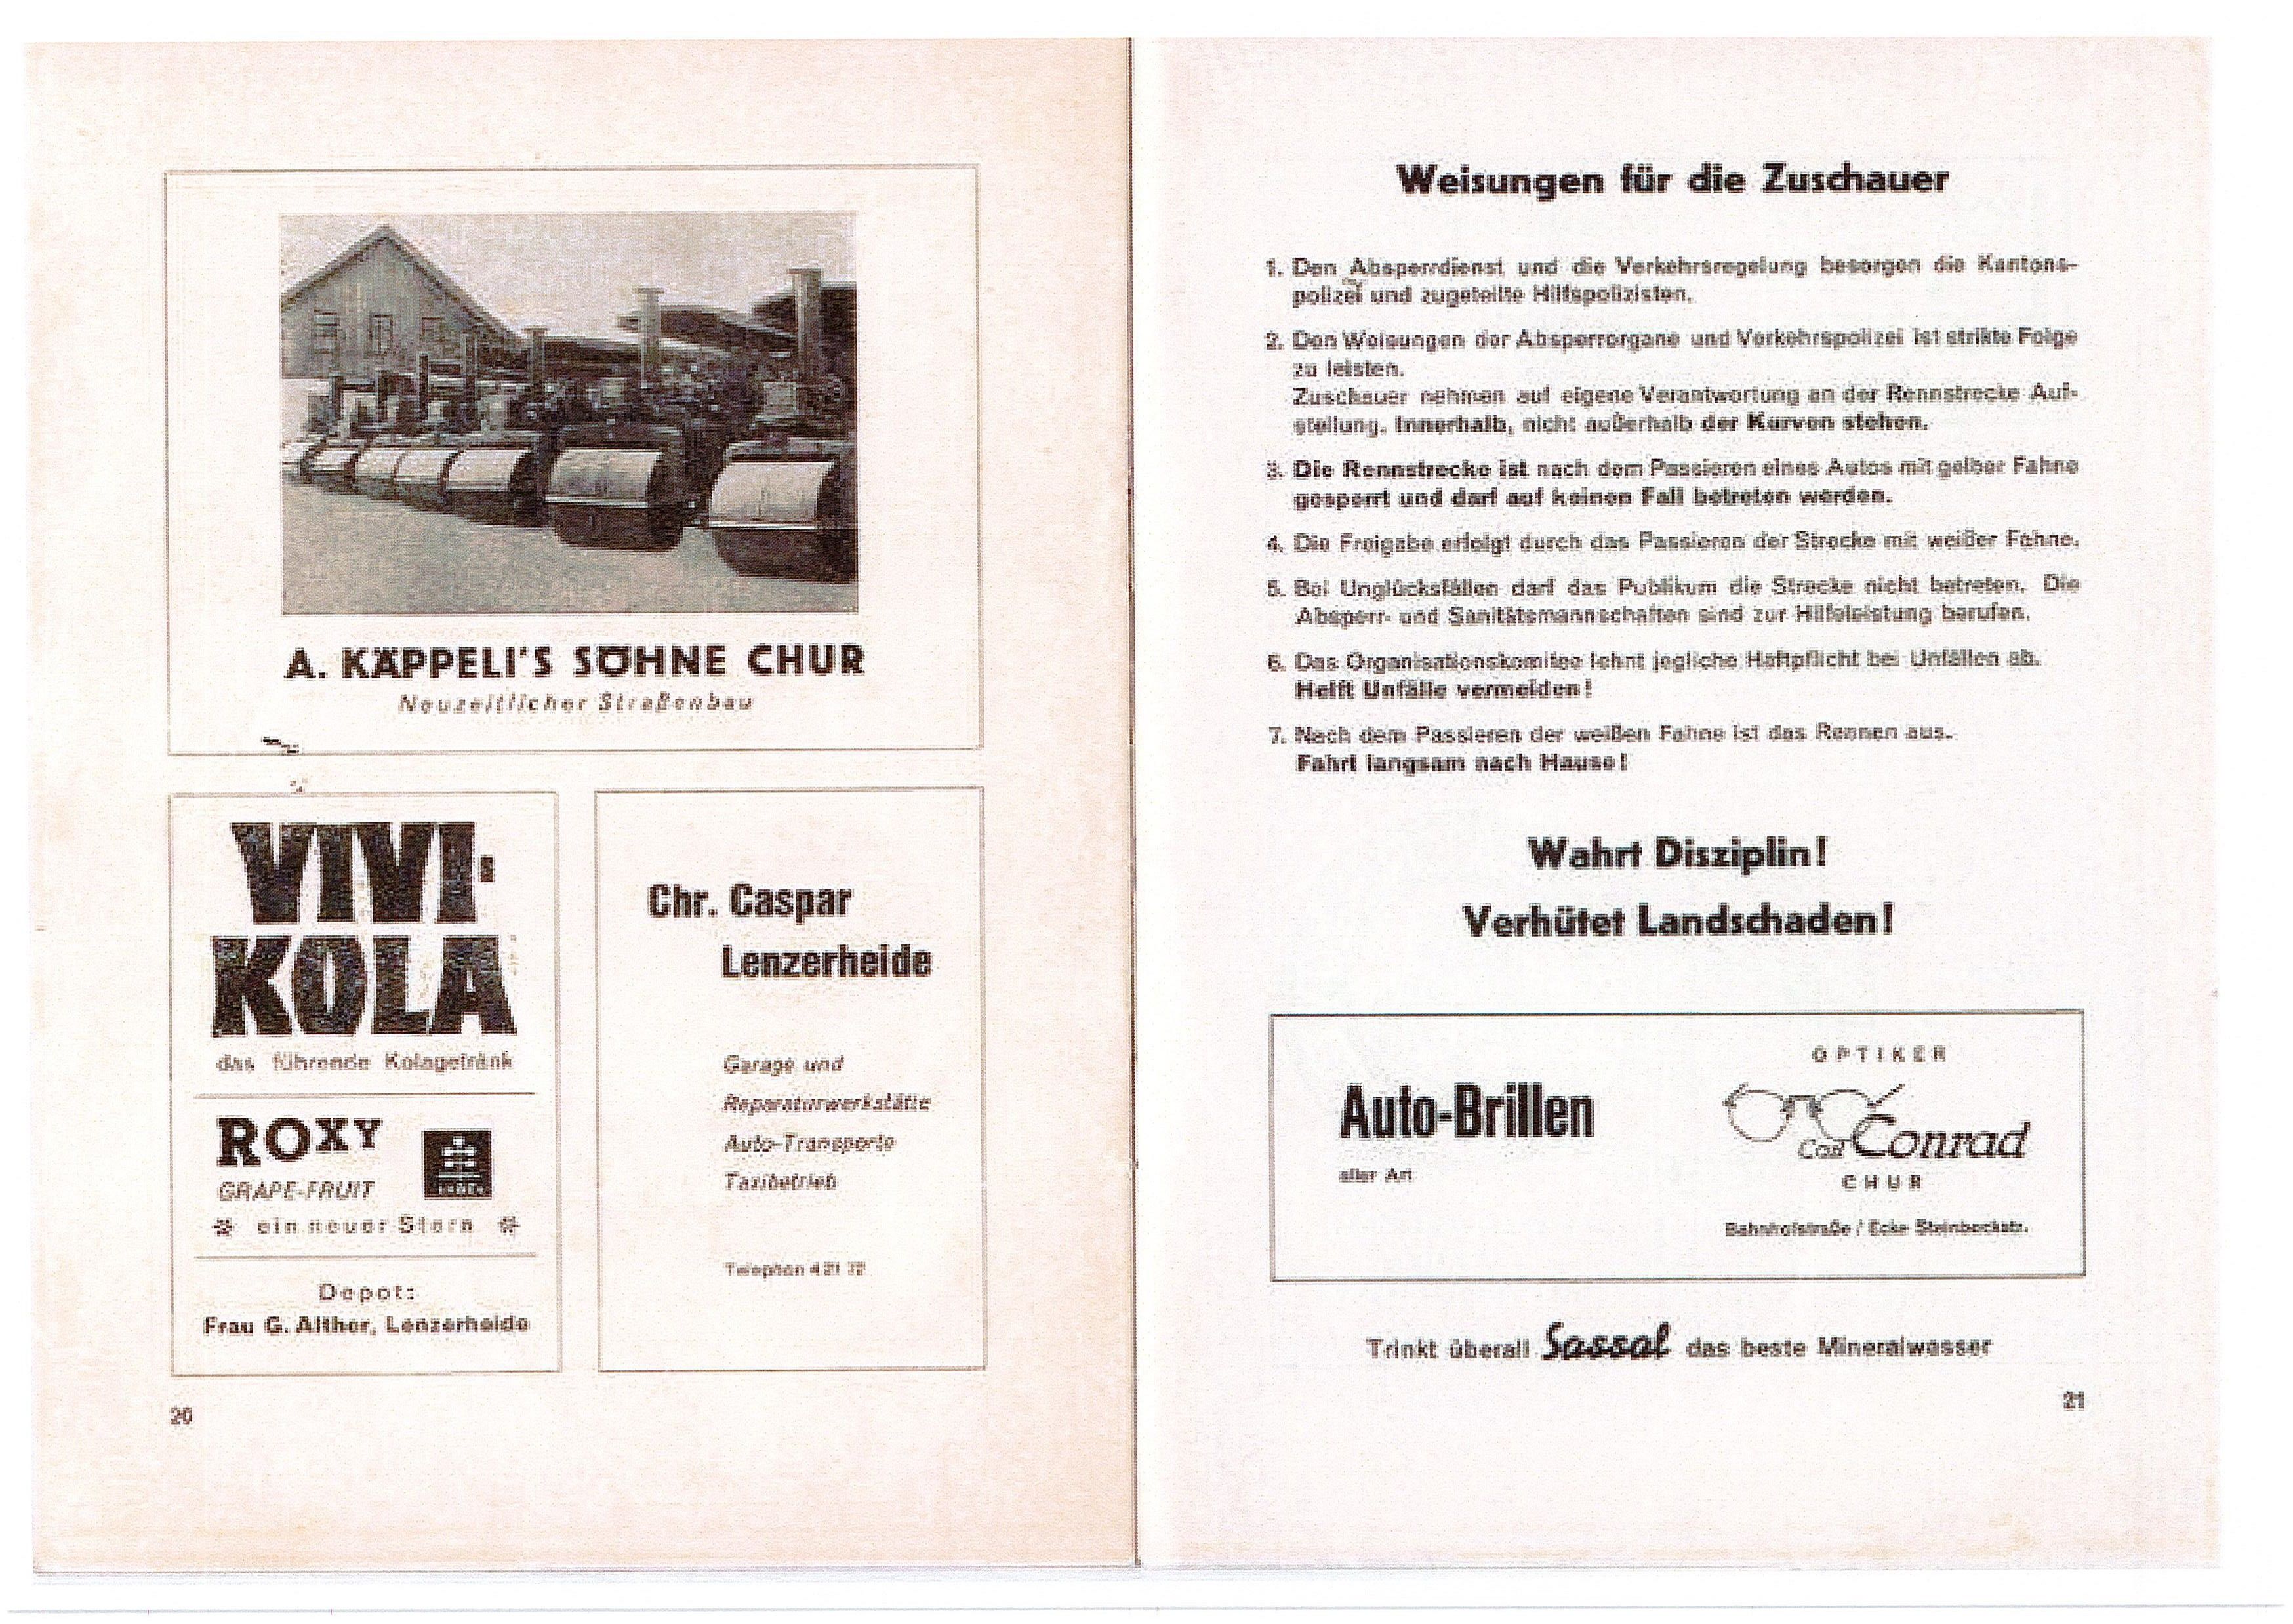 A. KÄPPELI'S SÖHNE CHUR
Neuzeitlicher Straßenbau
VIVI-
KOLA
das führende Kolagetränk
ROXY
GRAPE-FRUIT
ein neuer Stern
Depot:
Frau G. Alther, Lenzerheide
Chr. Caspar
Lenzerheide
Garage und
Reparaturwerkstätte
Auto-Transporte
Taxibetrieb
Telephon 4 21 72
20
Weisungen für die Zuschauer
1. Den Absperrdienst und die Verkehrsregelung besorgen die Kantons-
polizei und zugeteilte Hilfspolizisten.
2. Den Weisungen der Absperrorgane und Verkehrspolizei ist strikte Folge
zu leisten.
Zuschauer nehmen auf eigene Verantwortung an der Rennstrecke Auf-
stellung. Innerhalb, nicht außerhalb der Kurven stehen.
3. Die Rennstrecke ist nach dem Passieren eines Autos mit gelber Fahne
gesperrt und darf auf keinen Fall betreten werden.
4. Die Freigabe erfolgt durch das Passieren der Strecke mit weißer Fahne.
5. Bei Unglücksfällen darf das Publikum die Strecke nicht betreten. Die
Absperr- und Sanitätsmannschaften sind zur Hilfeleistung berufen.
6. Das Organisationskomitee lehnt jegliche Haftpflicht bei Unfällen ab.
Helft Unfälle vermeiden!
7. Nach dem Passieren der weißen Fahne ist das Rennen aus.
Fahrt langsam nach Hause!
Wahrt Disziplin!
Verhütet Landschaden!
Auto-Brillen
aller Art
OPTIKER
Carl Conrad
CHUR
Bahnhofstraße / Ecke Steinbockstr.
Trinkt überall Sassal das beste Mineralwasser
21